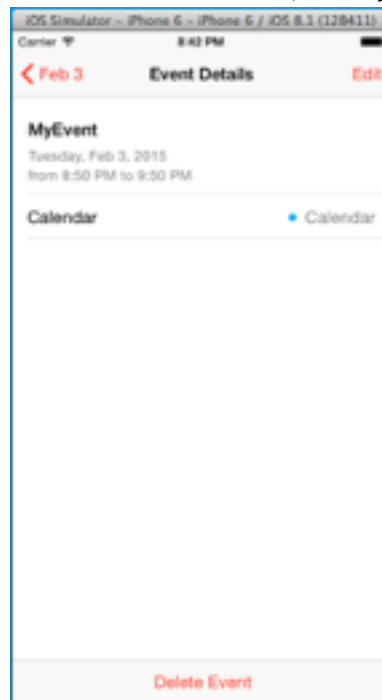 iOS Simulator - iPhone 6 - iPhone 6 / iOS 8.1 (12B411)
Carrier 8:42 PM
Feb 3 Event Details Edit
MyEvent
Tuesday, Feb 3, 2015
from 8:50 PM to 9:50 PM
Calendar Calendar
Delete Event